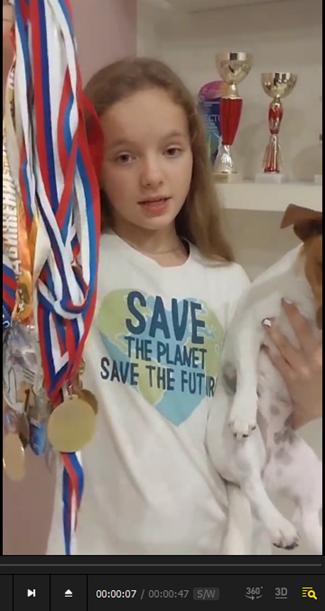 SAVE
THE PLANET
SAVE THE FUTUR
00:00:07 / 00:00:47 S/W
360°
3D